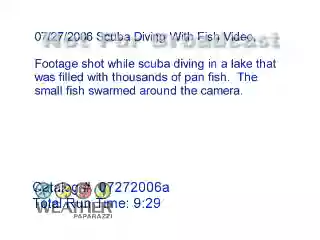 Not For Broadcast
07/27/2006 Scuba Diving With Fish Video.
Footage shot while scuba diving in a lake that
was filled with thousands of pan fish. The
small fish swarmed around the camera.
Catalog #: 07272006a
Total Run Time: 9:29
WEATHER
PAPARAZZI